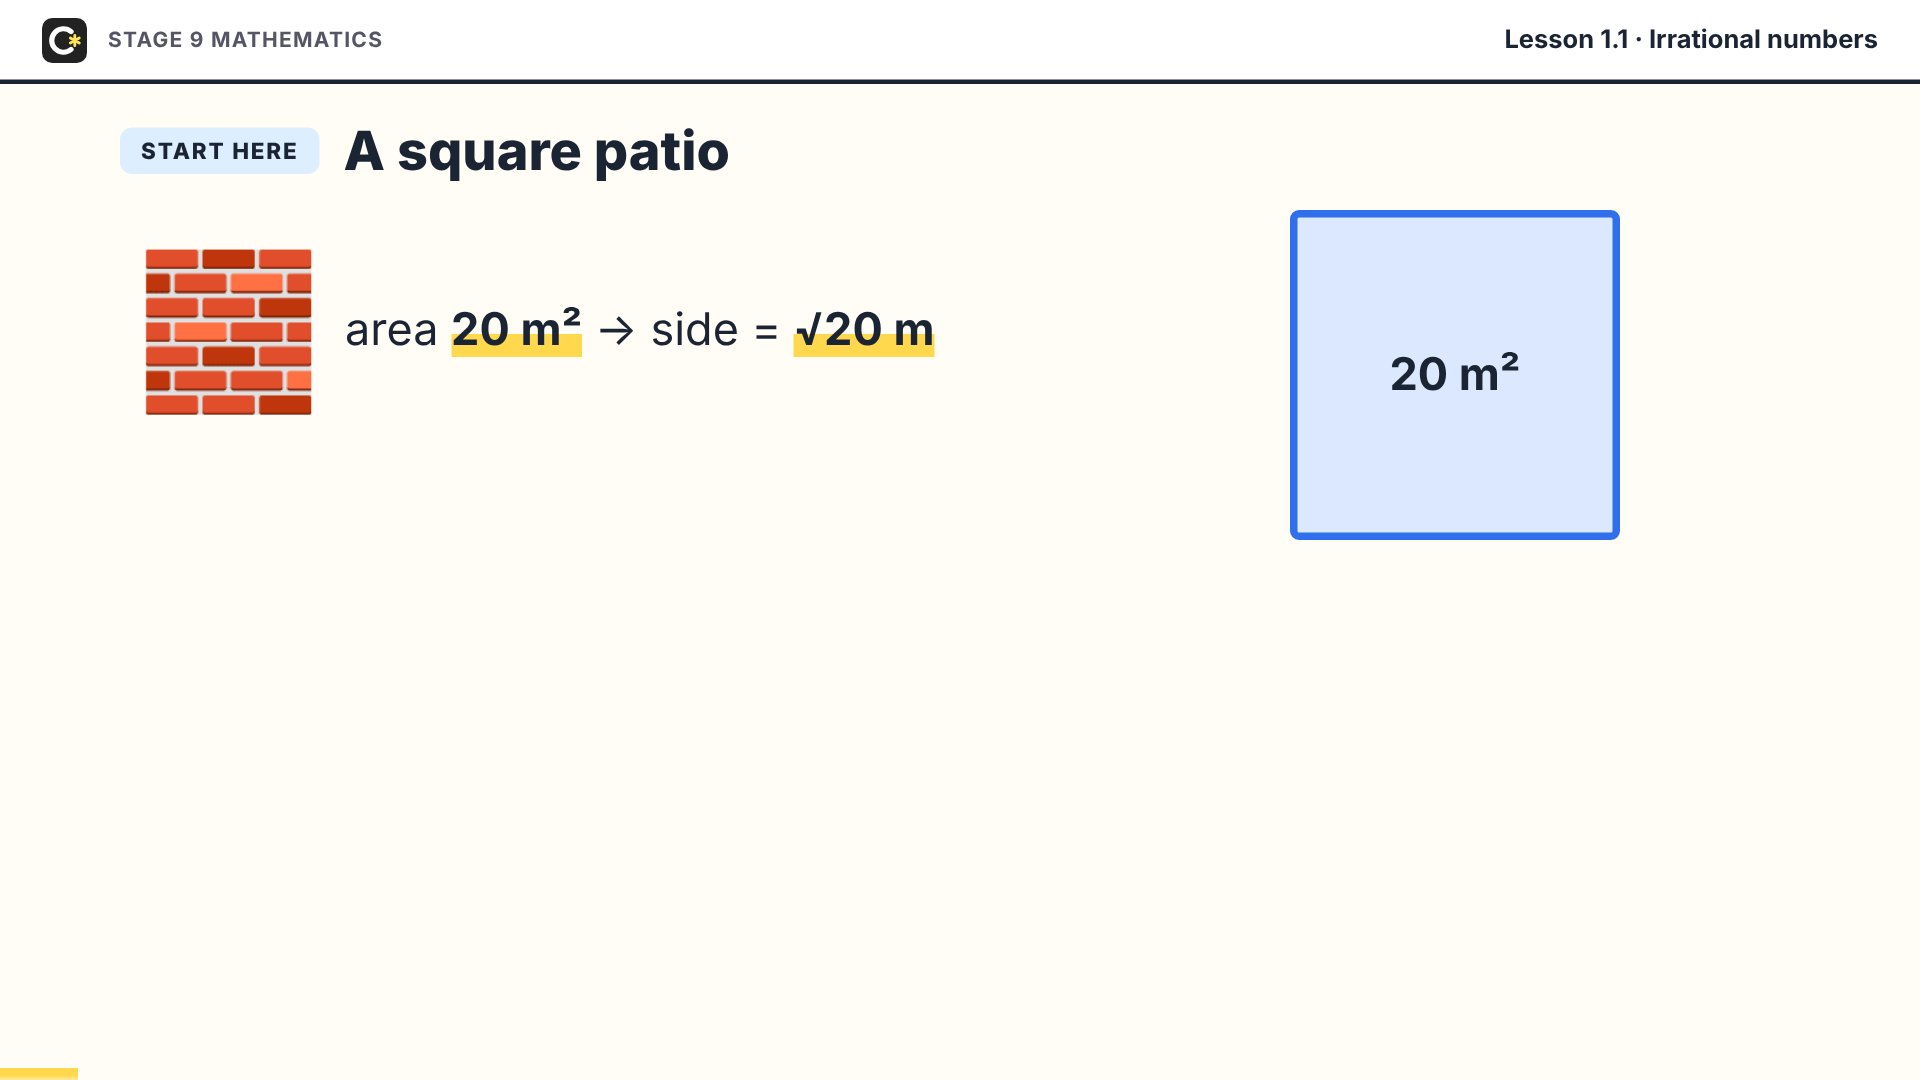 STAGE 9 MATHEMATICS
Lesson 1.1 · Irrational numbers
START HERE
A square patio
area 20 m² → side = √20 m
20 m²